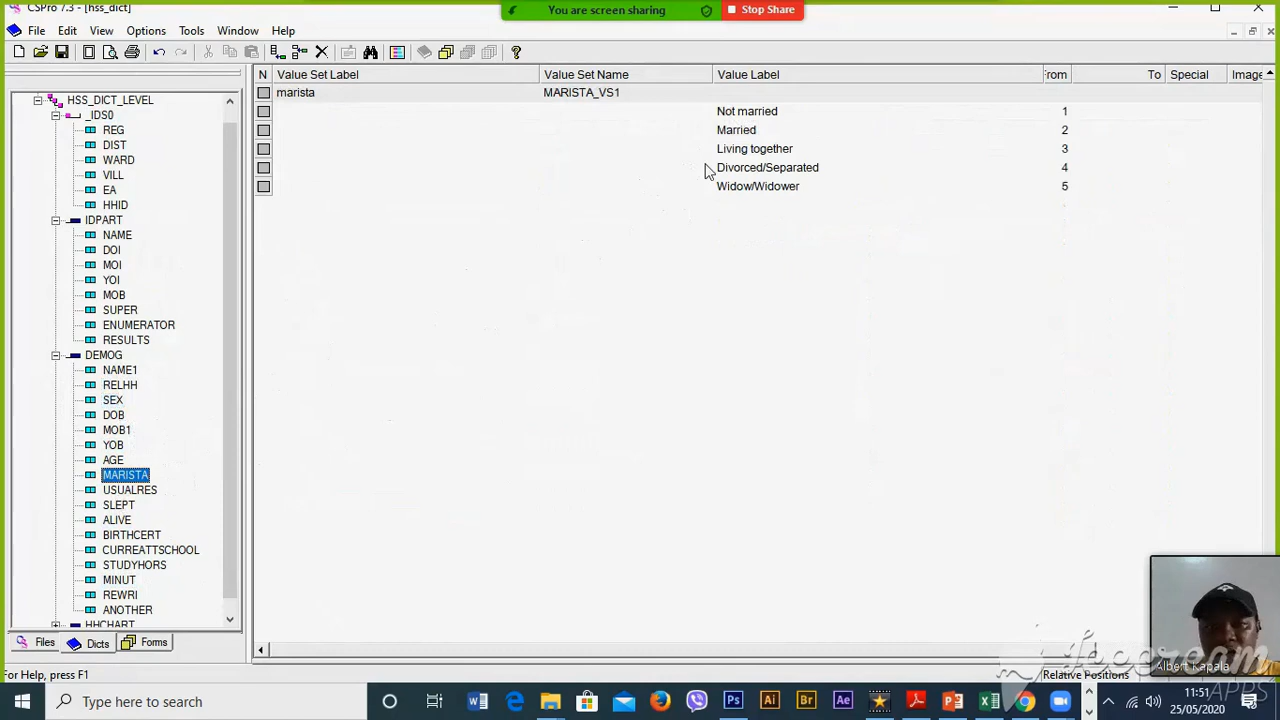 CSPro 7.3 - [hss_dict]
You are screen sharing
Stop Share
File Edit View Options Tools Window Help
N Value Set Label Value Set Name Value Label From To Special Image
marista MARISTA_VS1
Not married 1
Married 2
Living together 3
Divorced/Separated 4
Widow/Widower 5
HSS_DICT_LEVEL
_IDS0
REG
DIST
WARD
VILL
EA
HHID
IDPART
NAME
DOI
MOI
YOI
MOB
SUPER
ENUMERATOR
RESULTS
DEMOG
NAME1
RELHH
SEX
DOB
MOB1
YOB
AGE
MARISTA
USUALRES
SLEPT
ALIVE
BIRTHCERT
CURREATTSCHOOL
STUDYHORS
MINUT
REWRI
ANOTHER
HHCHART
Files Dicts Forms
For Help, press F1
Albert Kapala
Icecream
APPS
Relative Positions
Type here to search
11:51
25/05/2020